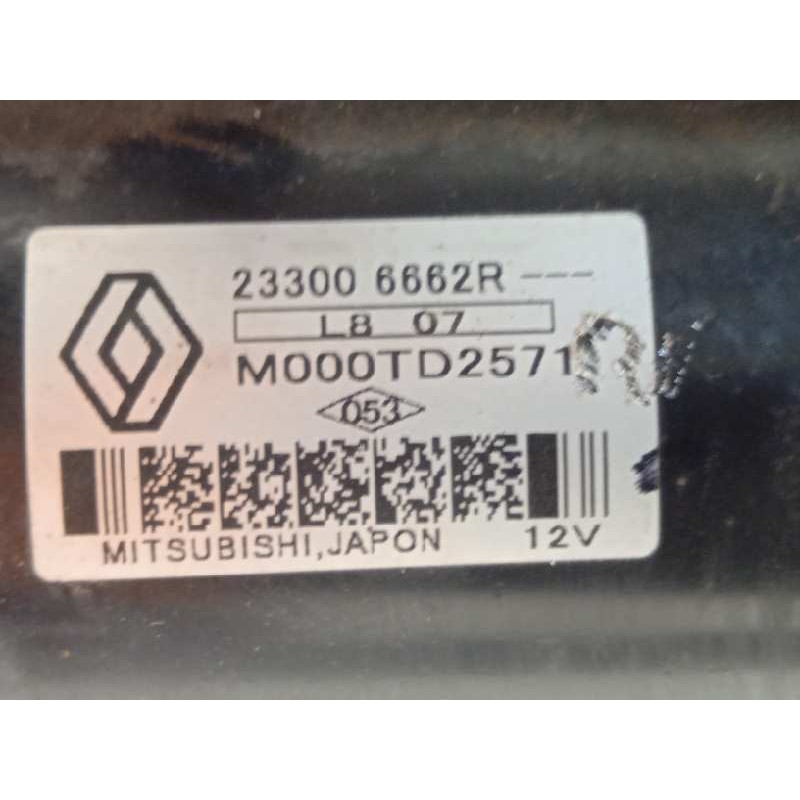 23300 6662R ---
L8 07
M000TD2571
053
MITSUBISHI, JAPON 12V